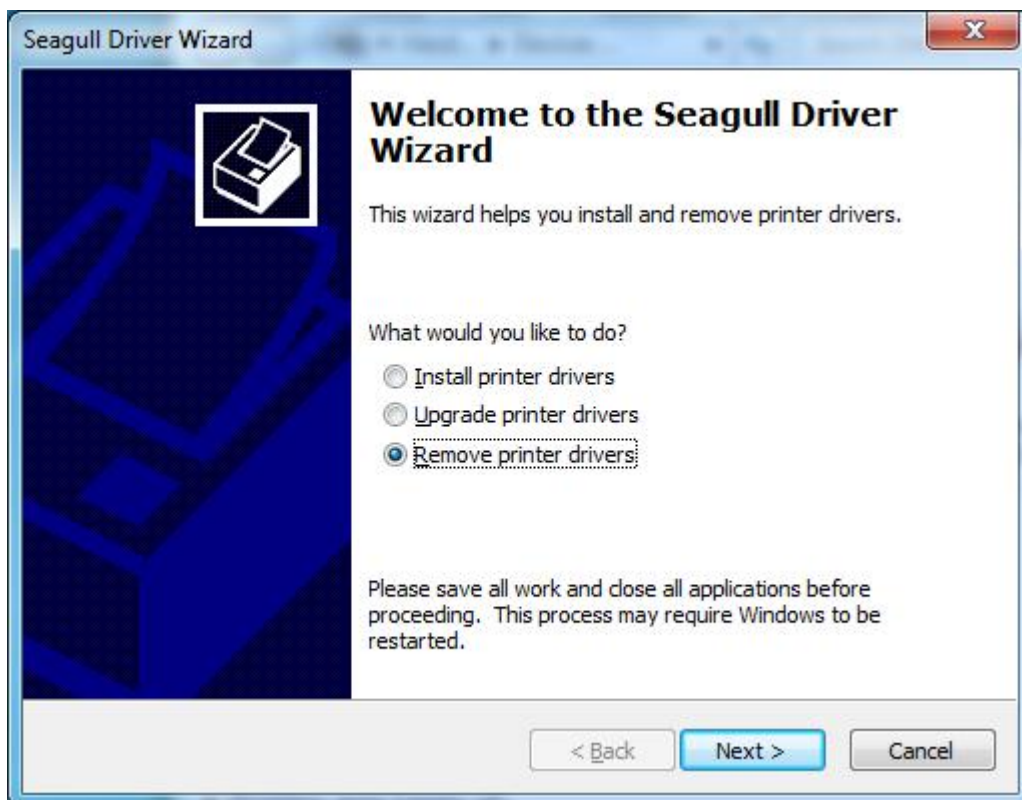 Seagull Driver Wizard
Welcome to the Seagull Driver
Wizard
This wizard helps you install and remove printer drivers.
What would you like to do?
Install printer drivers
Upgrade printer drivers
Remove printer drivers
Please save all work and close all applications before
proceeding. This process may require Windows to be
restarted.
< Back
Next >
Cancel